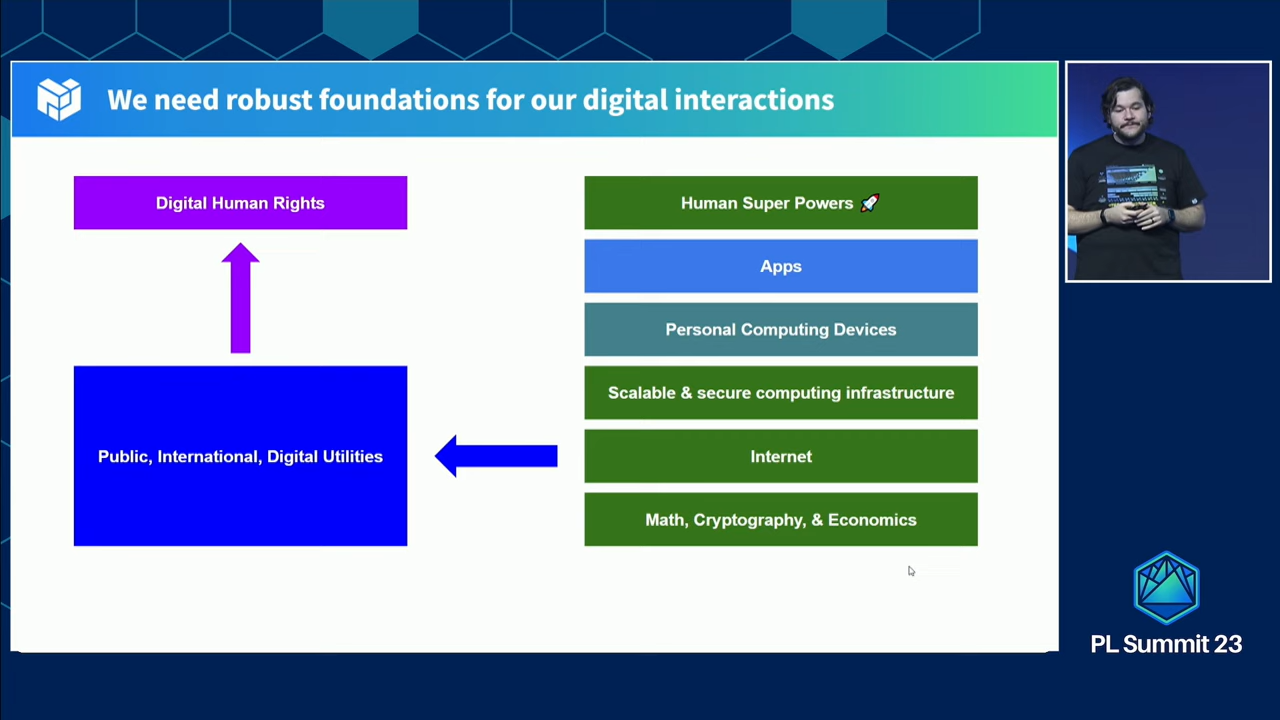 We need robust foundations for our digital interactions
Digital Human Rights
Public, International, Digital Utilities
Human Super Powers 🚀
Apps
Personal Computing Devices
Scalable & secure computing infrastructure
Internet
Math, Cryptography, & Economics
PL Summit 23